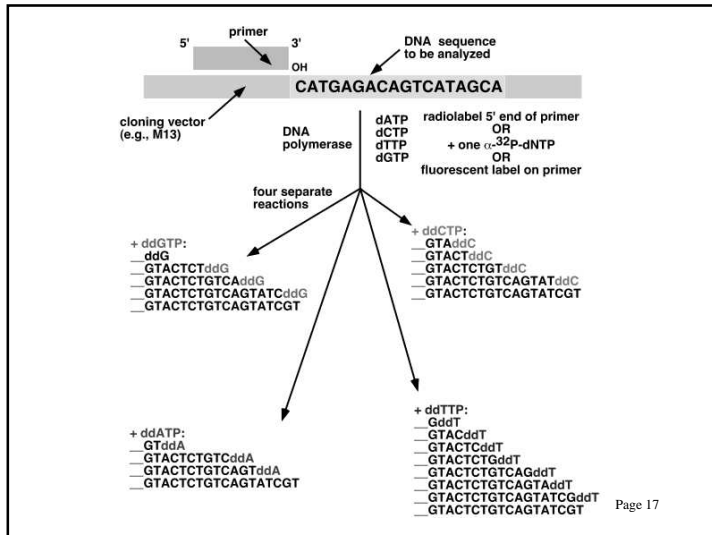 primer
5'
3'
OH
DNA sequence
to be analyzed
CATGAGACAGTCATAGCA
cloning vector
(e.g., M13)
DNA
polymerase
dATP
dCTP
dTTP
dGTP
radiolabel 5' end of primer
OR
+ one α-³²P-dNTP
OR
fluorescent label on primer
four separate
reactions
+ ddGTP:
__ddG
__GTACTCTddG
__GTACTCTGTCAddG
__GTACTCTGTCAGTATCddG
__GTACTCTGTCAGTATCGT
+ ddCTP:
__GTAddC
__GTACTddC
__GTACTCTGTddC
__GTACTCTGTCAGTATddC
__GTACTCTGTCAGTATCGT
+ ddATP:
__GTddA
__GTACTCTGTCddA
__GTACTCTGTCAGTddA
__GTACTCTGTCAGTATCGT
+ ddTTP:
__GddT
__GTACddT
__GTACTCddT
__GTACTCTGddT
__GTACTCTGTCAGddT
__GTACTCTGTCAGTAddT
__GTACTCTGTCAGTATCGddT
__GTACTCTGTCAGTATCGT
Page 17